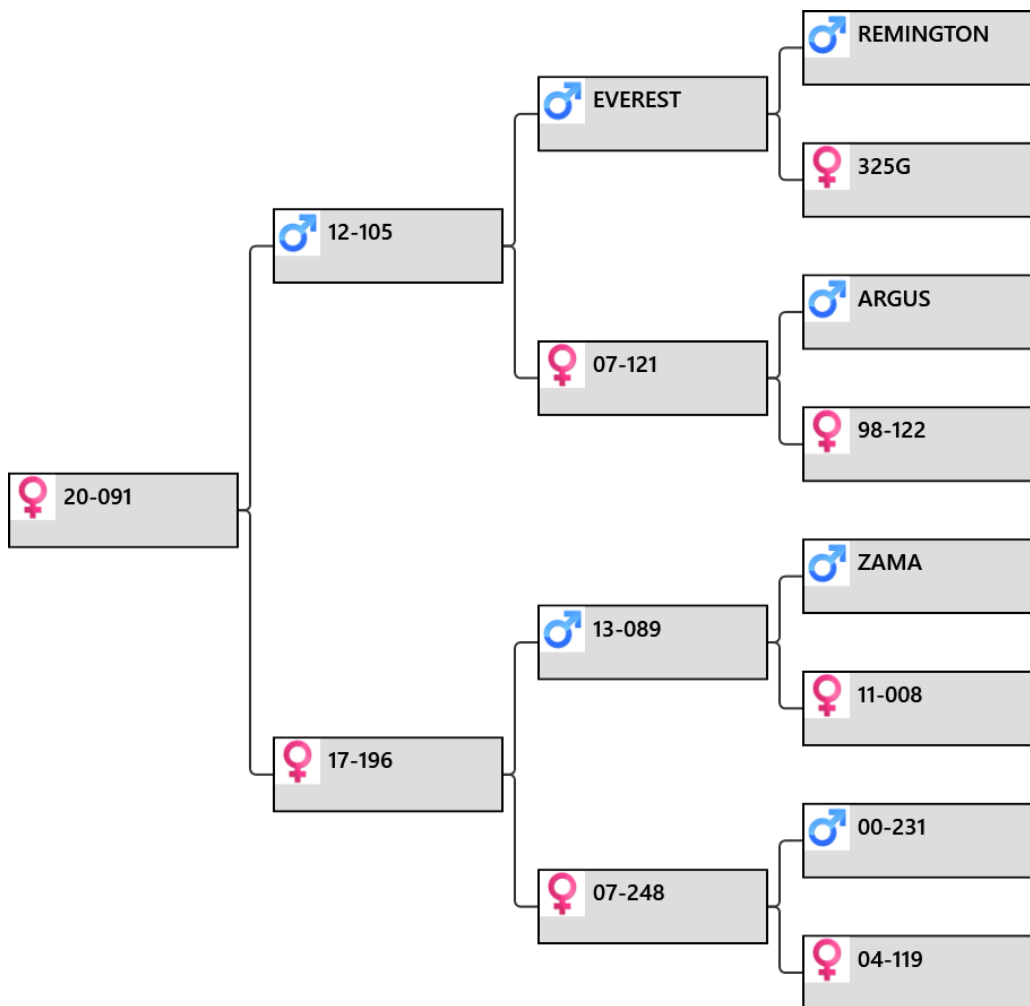 REMINGTON
EVEREST
325G
12-105
ARGUS
07-121
98-122
20-091
ZAMA
13-089
11-008
17-196
00-231
07-248
04-119